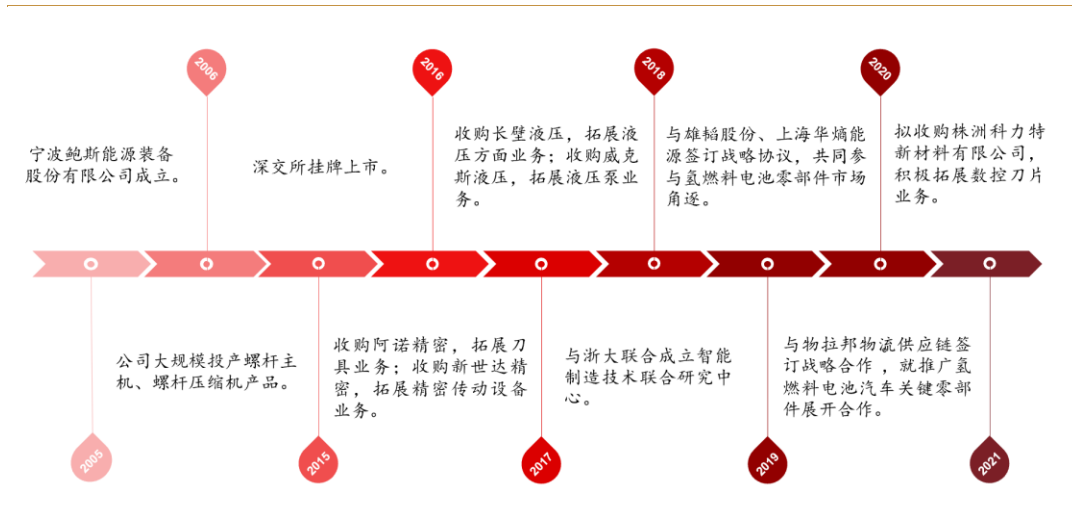 2006
2016
2018
2020
宁波鲍斯能源装备
股份有限公司成立。
深交所挂牌上市。
收购长壁液压，拓展液
压方面业务；收购威克
斯液压，拓展液压泵业
务。
与雄韬股份、上海华熵能
源签订战略协议，共同参
与氢燃料电池零部件市场
角逐。
拟收购株洲科力特
新材料有限公司，
积极拓展数控刀片
业务。
公司大规模投产螺杆主
机、螺杆压缩机产品。
收购阿诺精密，拓展刀
具业务；收购新世达精
密，拓展精密传动设备
业务。
与浙大联合成立智能
制造技术联合研究中
心。
与物拉邦物流供应链签
订战略合作，就推广氢
燃料电池汽车关键零部
件展开合作。
2005
2015
2017
2019
2021